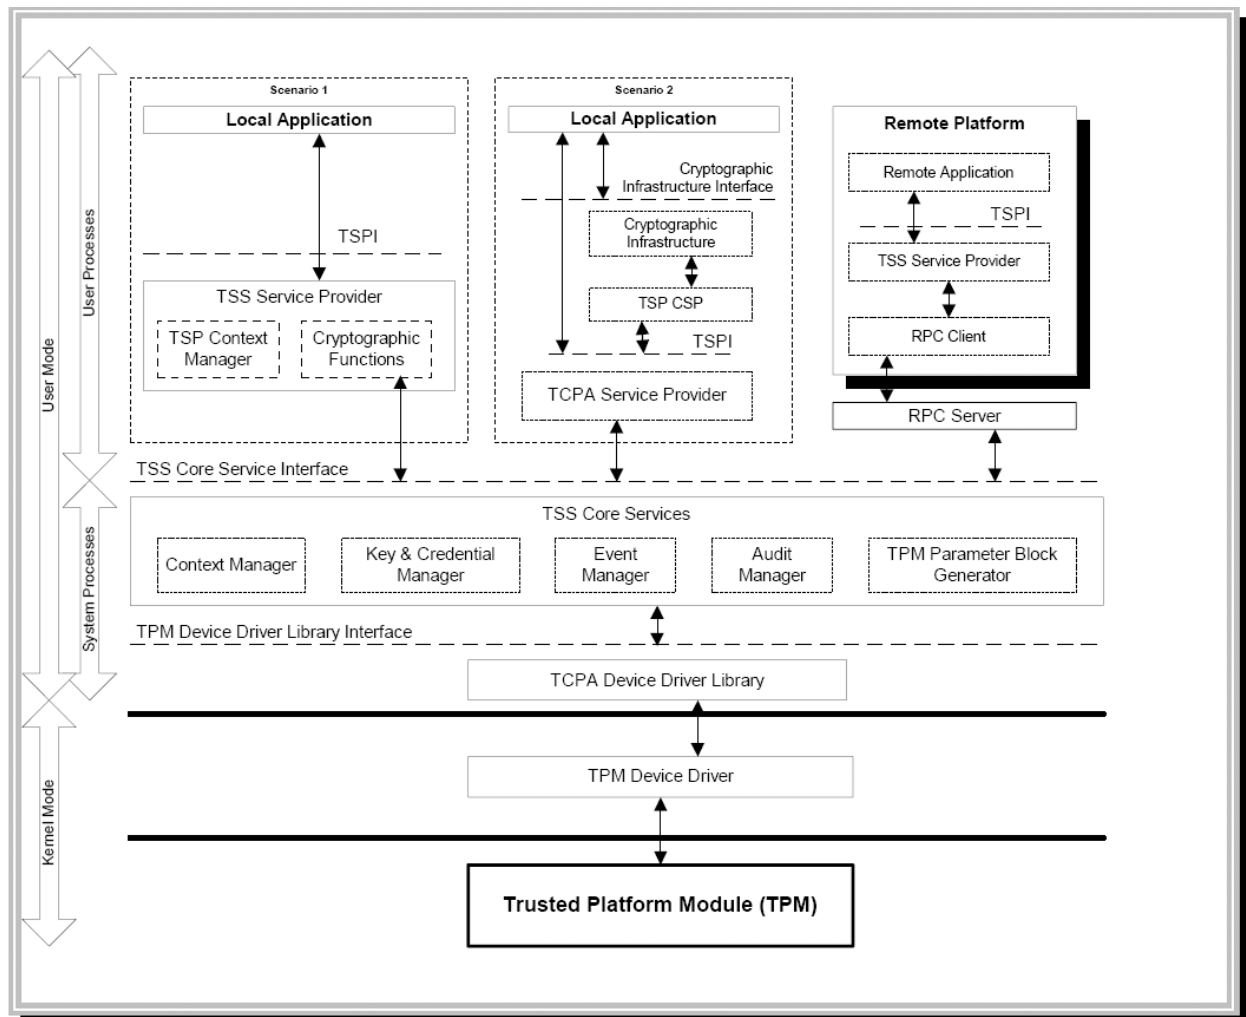 Scenario 1
Local Application
TSPI
TSS Service Provider
TSP Context
Manager
Cryptographic
Functions
Scenario 2
Local Application
Cryptographic
Infrastructure Interface
Cryptographic
Infrastructure
TSP CSP
TSPI
TCPA Service Provider
Remote Platform
Remote Application
TSPI
TSS Service Provider
RPC Client
RPC Server
User Processes
User Mode
TSS Core Service Interface
TSS Core Services
Context Manager
Key & Credential
Manager
Event
Manager
Audit
Manager
TPM Parameter Block
Generator
System Processes
TPM Device Driver Library Interface
TCPA Device Driver Library
TPM Device Driver
Kernel Mode
Trusted Platform Module (TPM)